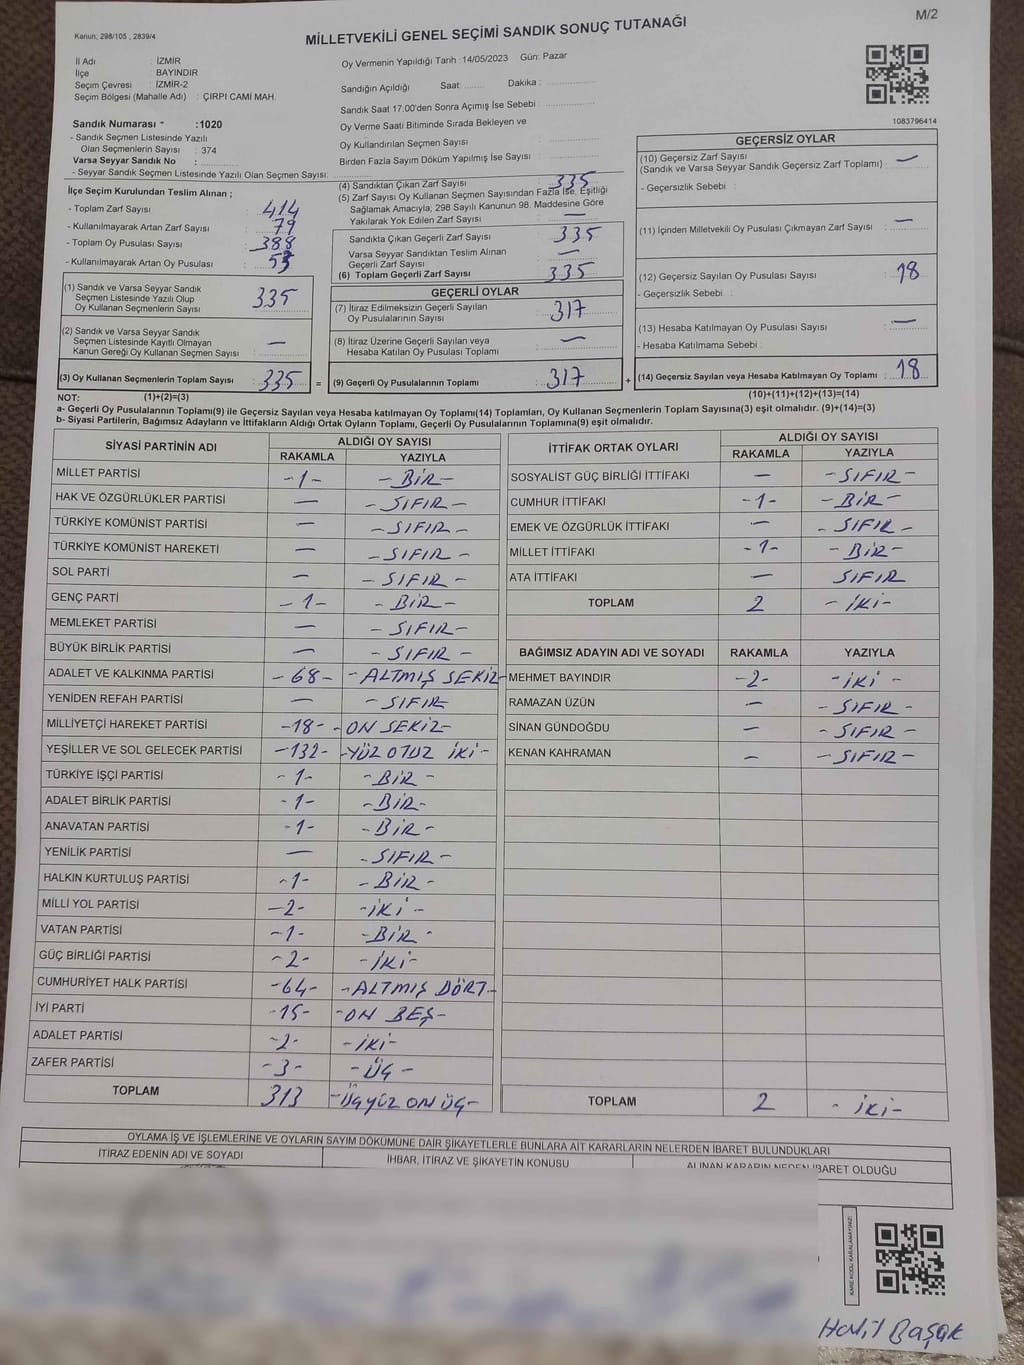 M/2
Kanun; 298/105 , 2839/4
MİLLETVEKİLİ GENEL SEÇİMİ SANDIK SONUÇ TUTANAĞI
İl Adı : İZMİR
İlçe : BAYINDIR
Seçim Çevresi : İZMİR-2
Seçim Bölgesi (Mahalle Adı) : ÇIRPI CAMİ MAH.
Sandık Numarası : 1020
- Sandık Seçmen Listesinde Yazılı
Olan Seçmenlerin Sayısı : 374
Varsa Seyyar Sandık No :
- Seyyar Sandık Seçmen Listesinde Yazılı Olan Seçmen Sayısı:
Oy Vermenin Yapıldığı Tarih :14/05/2023 Gün: Pazar
Sandığın Açıldığı Saat: Dakika :
Sandık Saat 17:00'den Sonra Açımış İse Sebebi :
Oy Verme Saati Bitiminde Sırada Bekleyen ve
Oy Kullandırılan Seçmen Sayısı :
Birden Fazla Sayım Döküm Yapılmış İse Sayısı :
1083796414
İlçe Seçim Kurulundan Teslim Alınan ;
- Toplam Zarf Sayısı : 414
- Kullanılmayarak Artan Zarf Sayısı : 79
- Toplam Oy Pusulası Sayısı : 388
- Kullanılmayarak Artan Oy Pusulası : 53
(1) Sandık ve Varsa Seyyar Sandık
Seçmen Listesinde Yazılı Olup
Oy Kullanan Seçmenlerin Sayısı : 335
(2) Sandık ve Varsa Seyyar Sandık
Seçmen Listesinde Kayıtlı Olmayan
Kanun Gereği Oy Kullanan Seçmen Sayısı : —
(3) Oy Kullanan Seçmenlerin Toplam Sayısı : 335 =
(4) Sandıktan Çıkan Zarf Sayısı : 335
(5) Zarf Sayısı Oy Kullanan Seçmen Sayısından Fazla İse, Eşitliği
Sağlamak Amacıyla; 298 Sayılı Kanunun 98. Maddesine Göre
Yakılarak Yok Edilen Zarf Sayısı : —
Sandıkta Çıkan Geçerli Zarf Sayısı : 335
Varsa Seyyar Sandıktan Teslim Alınan
Geçerli Zarf Sayısı : —
(6) Toplam Geçerli Zarf Sayısı : 335
GEÇERLİ OYLAR
(7) İtiraz Edilmeksizin Geçerli Sayılan
Oy Pusulalarının Sayısı : 317
(8) İtiraz Üzerine Geçerli Sayılan veya
Hesaba Katılan Oy Pusulası Toplamı : —
(9) Geçerli Oy Pusulalarının Toplamı : 317 +
GEÇERSİZ OYLAR
(10) Geçersiz Zarf Sayısı : —
(Sandık ve Varsa Seyyar Sandık Geçersiz Zarf Toplamı)
- Geçersizlik Sebebi :
(11) İçinden Milletvekili Oy Pusulası Çıkmayan Zarf Sayısı : —
(12) Geçersiz Sayılan Oy Pusulası Sayısı : 18
- Geçersizlik Sebebi :
(13) Hesaba Katılmayan Oy Pusulası Sayısı : —
- Hesaba Katılmama Sebebi :
(14) Geçersiz Sayılan veya Hesaba Katılmayan Oy Toplamı : 18
NOT: (1)+(2)=(3) (10)+(11)+(12)+(13)=(14)
a- Geçerli Oy Pusulalarının Toplamı(9) ile Geçersiz Sayılan veya Hesaba katılmayan Oy Toplamı(14) Toplamları, Oy Kullanan Seçmenlerin Toplam Sayısına(3) eşit olmalıdır. (9)+(14)=(3)
b- Siyasi Partilerin, Bağımsız Adayların ve İttifakların Aldığı Ortak Oyların Toplamı, Geçerli Oy Pusulalarının Toplamına(9) eşit olmalıdır.
SİYASİ PARTİNİN ADI ALDIĞI OY SAYISI
RAKAMLA YAZIYLA
MİLLET PARTİSİ -1- -BİR-
HAK VE ÖZGÜRLÜKLER PARTİSİ — -SIFIR-
TÜRKİYE KOMÜNİST PARTİSİ — -SIFIR-
TÜRKİYE KOMÜNİST HAREKETİ — -SIFIR-
SOL PARTİ — -SIFIR-
GENÇ PARTİ -1- -BİR-
MEMLEKET PARTİSİ — -SIFIR-
BÜYÜK BİRLİK PARTİSİ — -SIFIR-
ADALET VE KALKINMA PARTİSİ -68- -ALTMIŞ SEKİZ-
YENİDEN REFAH PARTİSİ — -SIFIR
MİLLİYETÇİ HAREKET PARTİSİ -18- -ON SEKİZ-
YEŞİLLER VE SOL GELECEK PARTİSİ -132- -YÜZ OTUZ İKİ-
TÜRKİYE İŞÇİ PARTİSİ -1- -BİR-
ADALET BİRLİK PARTİSİ -1- -BİR-
ANAVATAN PARTİSİ -1- -BİR-
YENİLİK PARTİSİ — -SIFIR-
HALKIN KURTULUŞ PARTİSİ -1- -BİR-
MİLLİ YOL PARTİSİ -2- -İKİ-
VATAN PARTİSİ -1- -BİR-
GÜÇ BİRLİĞİ PARTİSİ -2- -İKİ-
CUMHURİYET HALK PARTİSİ -64- -ALTMIŞ DÖRT-
İYİ PARTİ -15- -ON BEŞ-
ADALET PARTİSİ -2- -İKİ-
ZAFER PARTİSİ -3- -ÜÇ-
TOPLAM 313 -ÜÇYÜZ ON ÜÇ-
İTTİFAK ORTAK OYLARI ALDIĞI OY SAYISI
RAKAMLA YAZIYLA
SOSYALİST GÜÇ BİRLİĞİ İTTİFAKI — -SIFIR-
CUMHUR İTTİFAKI -1- -BİR-
EMEK VE ÖZGÜRLÜK İTTİFAKI — -SIFIR-
MİLLET İTTİFAKI -1- -BİR-
ATA İTTİFAKI — SIFIR
TOPLAM 2 -İKİ-
BAĞIMSIZ ADAYIN ADI VE SOYADI RAKAMLA YAZIYLA
MEHMET BAYINDIR -2- -İKİ-
RAMAZAN ÜZÜN — -SIFIR-
SİNAN GÜNDOĞDU — -SIFIR-
KENAN KAHRAMAN — -SIFIR-
TOPLAM 2 -İKİ-
OYLAMA İŞ VE İŞLEMLERİNE VE OYLARIN SAYIM DÖKÜMÜNE DAİR ŞİKAYETLERLE BUNLARA AİT KARARLARIN NELERDEN İBARET BULUNDUKLARI
İTİRAZ EDENİN ADI VE SOYADI İHBAR, İTİRAZ VE ŞİKAYETİN KONUSU ALINAN KARARIN NEDEN İBARET OLDUĞU
KARE KODU KARALAMAYINIZ!
Halil Başak